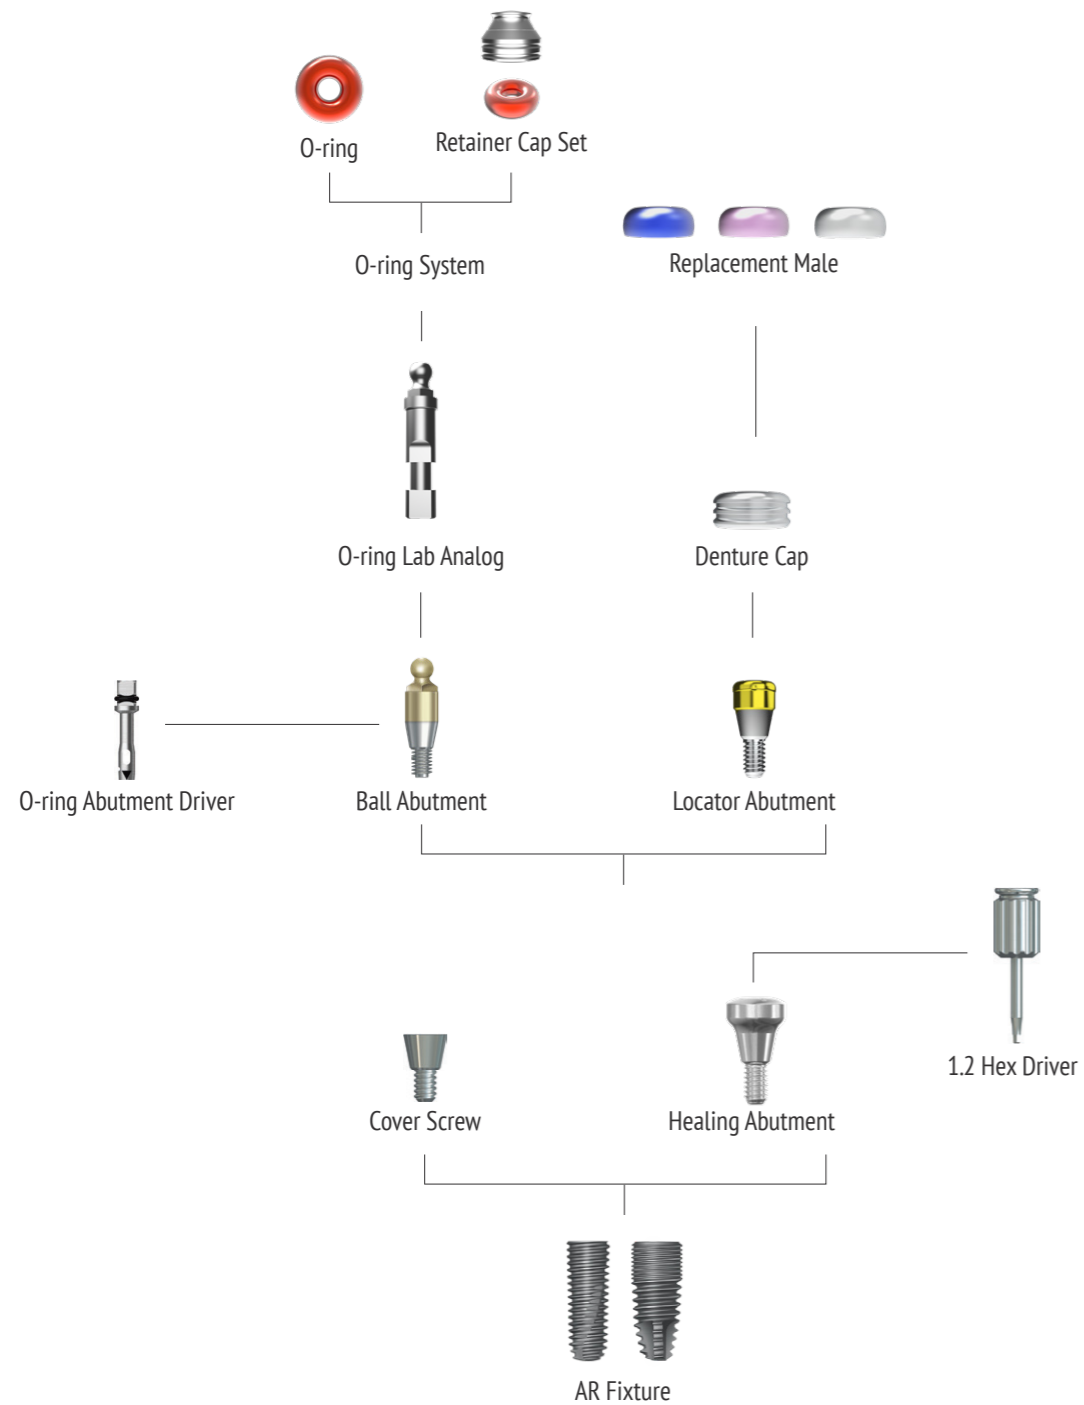 O-ring
Retainer Cap Set
O-ring System
Replacement Male
O-ring Lab Analog
Denture Cap
O-ring Abutment Driver
Ball Abutment
Locator Abutment
1.2 Hex Driver
Cover Screw
Healing Abutment
AR Fixture